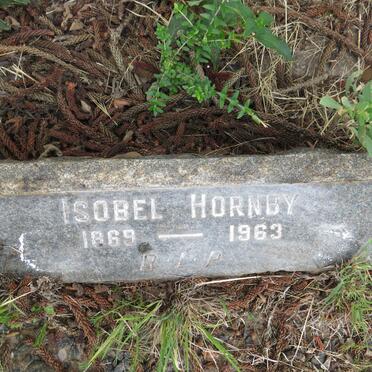 ISOBEL HORNBY
1869 — 1963
R I P